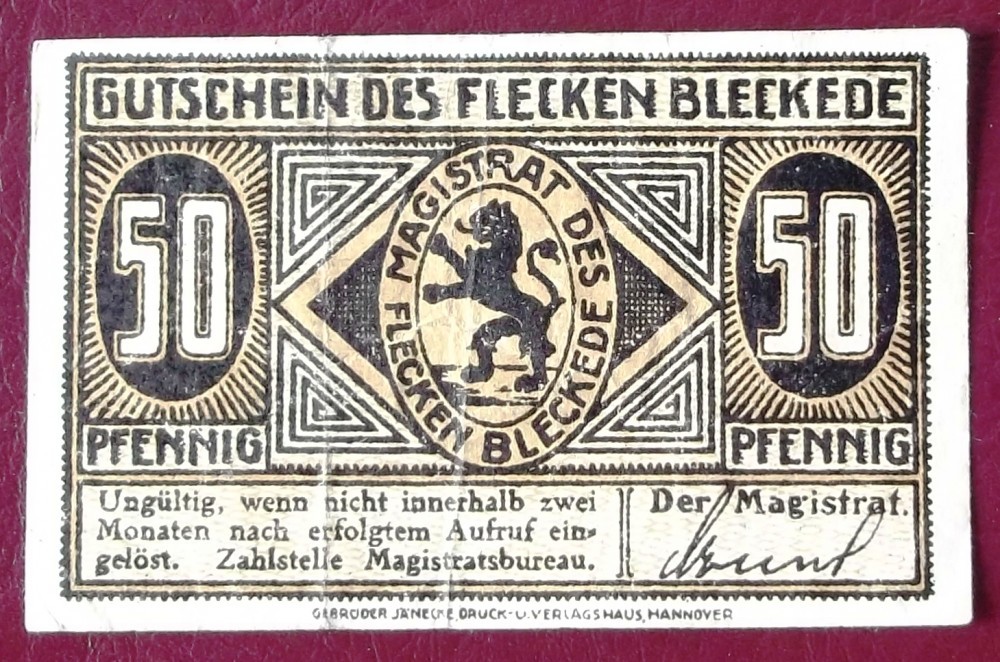 GUTSCHEIN DES FLECKEN BLECKEDE
50
MAGISTRAT DES
FLECKEN BLECKEDE
50
PFENNIG
PFENNIG
Ungültig, wenn nicht innerhalb zwei
Monaten nach erfolgtem Aufruf ein-
gelöst. Zahlstelle Magistratsbureau.
Der Magistrat.
GEBRÜDER JÄNECKE, DRUCK- U. VERLAGSHAUS, HANNOVER